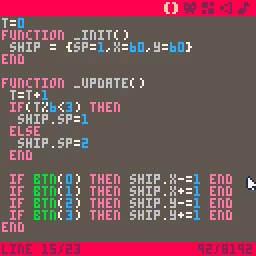 T=0
FUNCTION _INIT()
 SHIP = {SP=1,X=60,Y=60}
END

FUNCTION _UPDATE()
 T=T+1
 IF(T%6<3) THEN
  SHIP.SP=1
 ELSE
  SHIP.SP=2
 END

 IF BTN(0) THEN SHIP.X-=1 END
 IF BTN(1) THEN SHIP.X+=1 END
 IF BTN(2) THEN SHIP.Y-=1 END
 IF BTN(3) THEN SHIP.Y+=1 END
END
LINE 15/23 92/8192